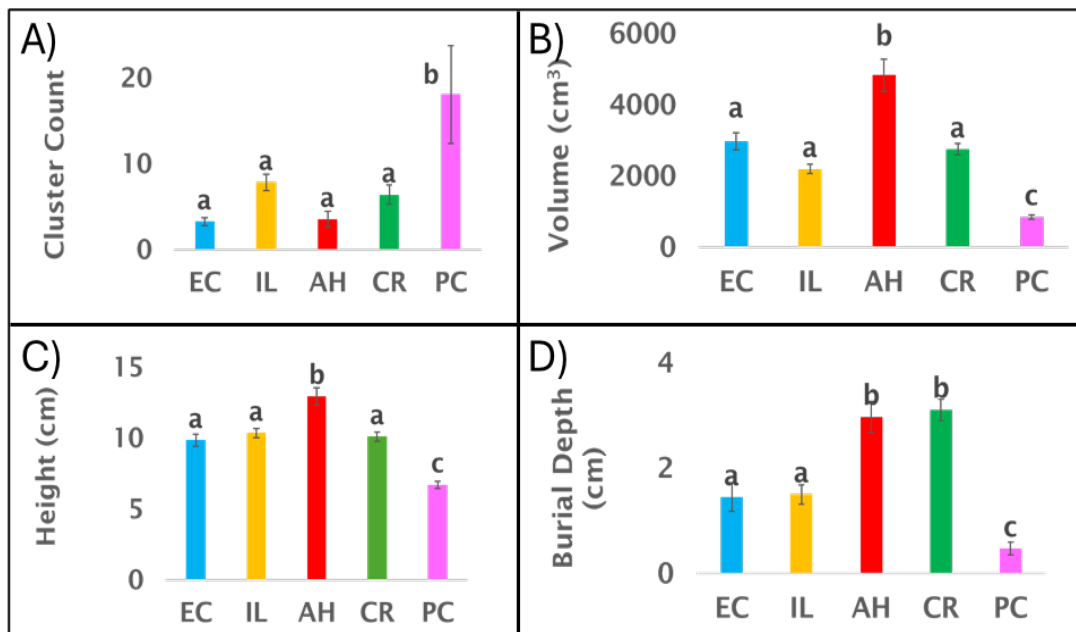 A)
Cluster Count
20
10
0
a
a
a
a
b
EC IL AH CR PC
B)
Volume (cm³)
6000
4000
2000
0
a
a
b
a
c
EC IL AH CR PC
C)
Height (cm)
15
10
5
0
a
a
b
a
c
EC IL AH CR PC
D)
Burial Depth
(cm)
4
2
0
a
a
b
b
c
EC IL AH CR PC